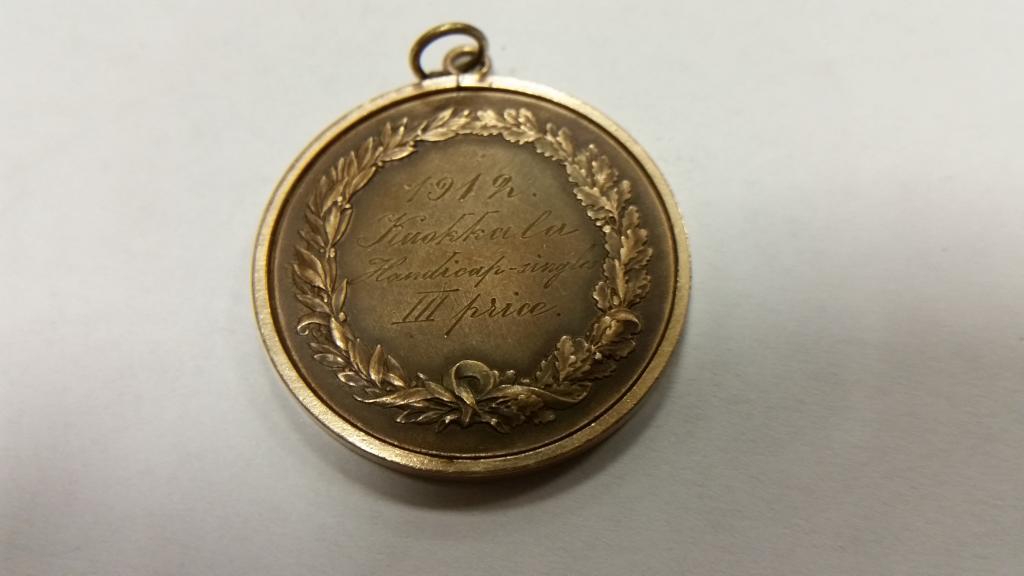 1912.
Kuokkala
Handicap-single
III price.